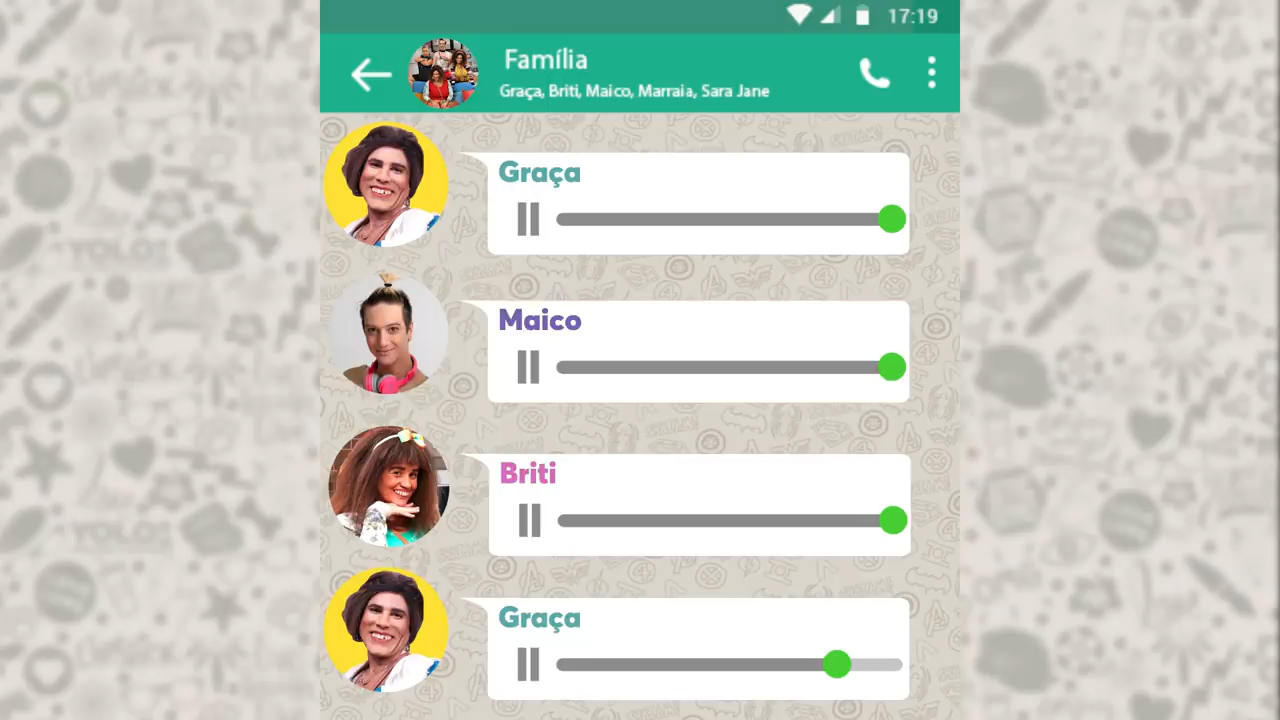 17:19
Família
Graça, Briti, Maico, Marraia, Sara Jane
Graça
Maico
Briti
Graça